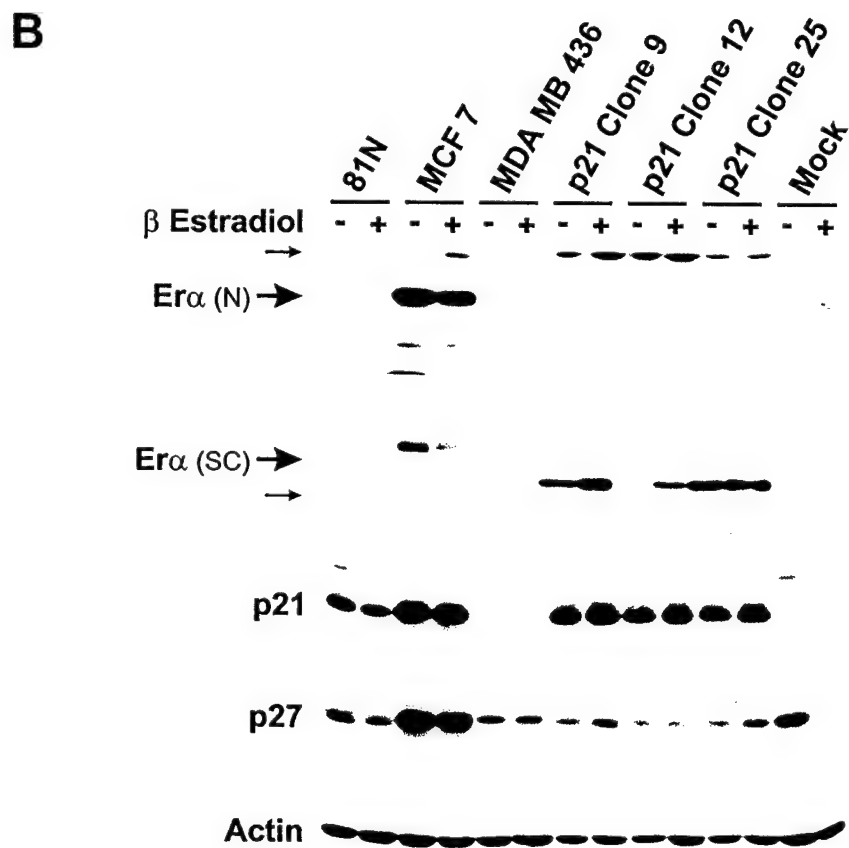 B
81N MCF 7 MDA MB 436 p21 Clone 9 p21 Clone 12 p21 Clone 25 Mock
β Estradiol - + - + - + - + - + - + - +
Erα (N)
Erα (SC)
p21
p27
Actin